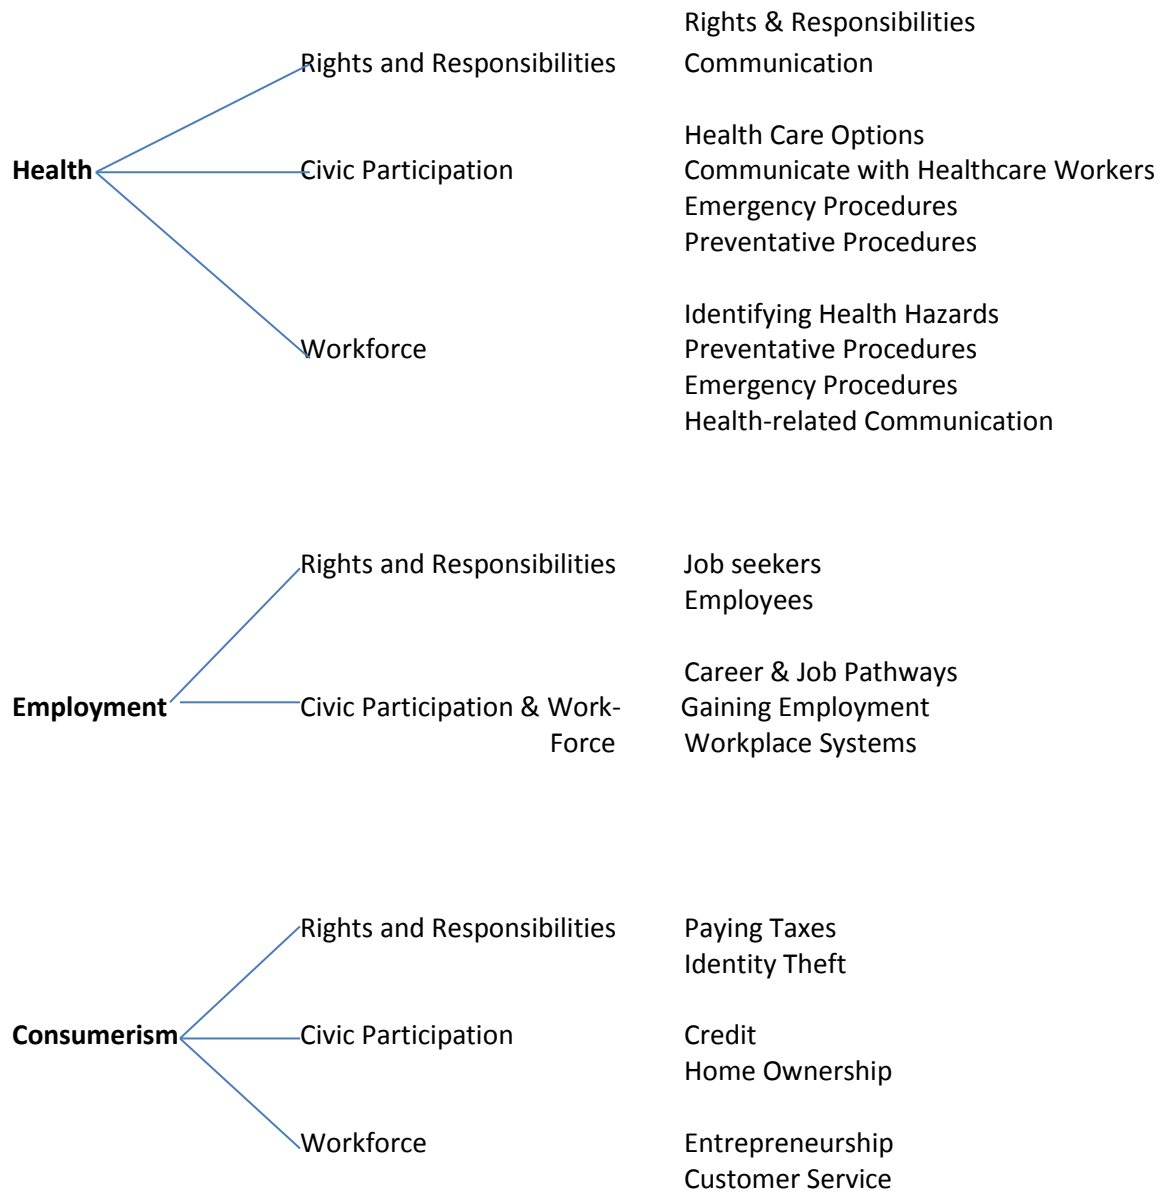 Rights & Responsibilities
Rights and Responsibilities Communication
Health Care Options
Health Civic Participation Communicate with Healthcare Workers
Emergency Procedures
Preventative Procedures
Identifying Health Hazards
Workforce Preventative Procedures
Emergency Procedures
Health-related Communication
Rights and Responsibilities Job seekers
Employees
Career & Job Pathways
Employment Civic Participation & Work- Gaining Employment
Force Workplace Systems
Rights and Responsibilities Paying Taxes
Identity Theft
Consumerism Civic Participation Credit
Home Ownership
Workforce Entrepreneurship
Customer Service